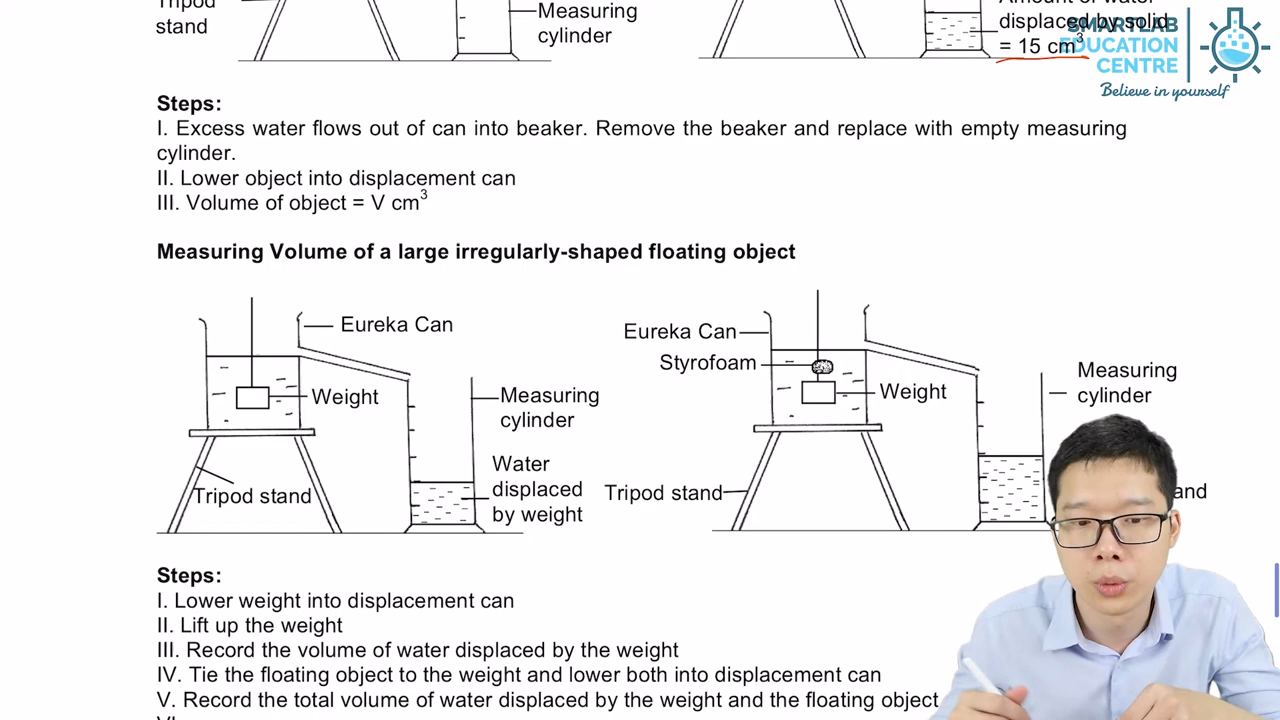 Tripod
stand
Measuring
cylinder
Amount of water
displaced by solid
= 15 cm3
SMARTLAB
EDUCATION
CENTRE
Believe in yourself
Steps:
I. Excess water flows out of can into beaker. Remove the beaker and replace with empty measuring
cylinder.
II. Lower object into displacement can
III. Volume of object = V cm3
Measuring Volume of a large irregularly-shaped floating object
Eureka Can
Weight
Measuring
cylinder
Water
displaced
by weight
Tripod stand
Eureka Can
Styrofoam
Weight
Measuring
cylinder
Tripod stand
and
Steps:
I. Lower weight into displacement can
II. Lift up the weight
III. Record the volume of water displaced by the weight
IV. Tie the floating object to the weight and lower both into displacement can
V. Record the total volume of water displaced by the weight and the floating object
VI.